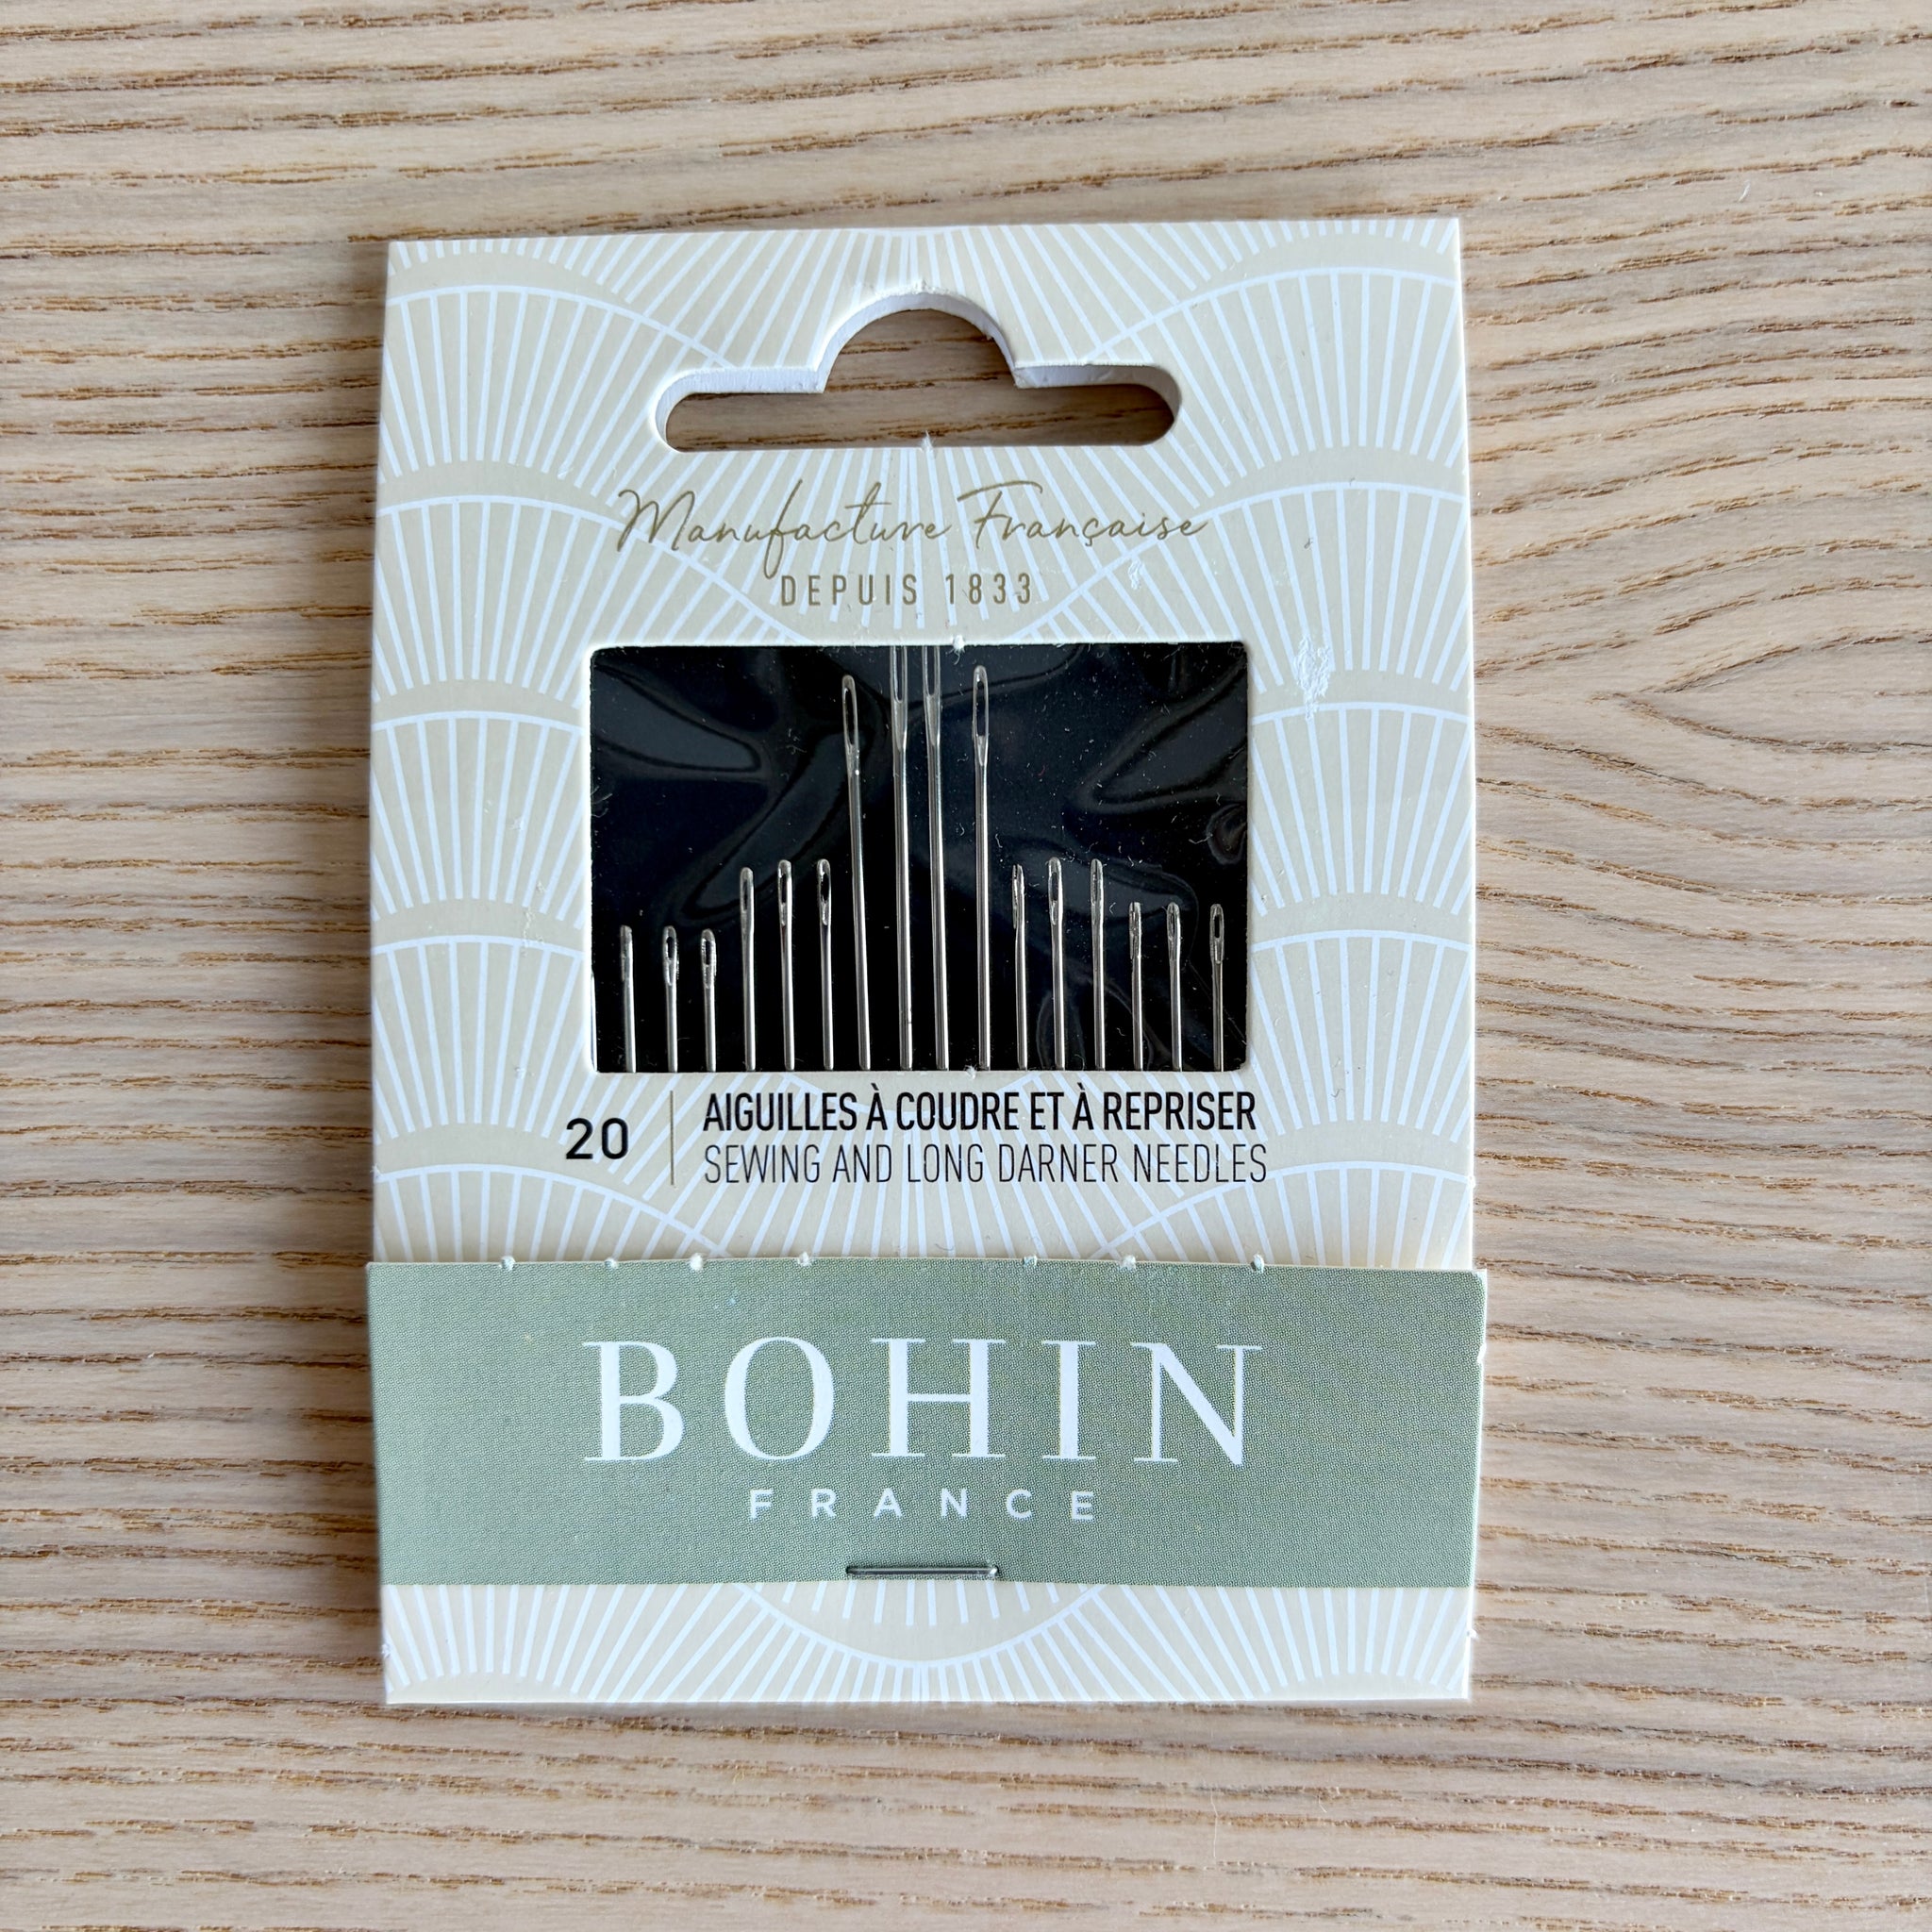 Manufacture Française
DEPUIS 1833
20
AIGUILLES À COUDRE ET À REPRISER
SEWING AND LONG DARNER NEEDLES
BOHIN
FRANCE